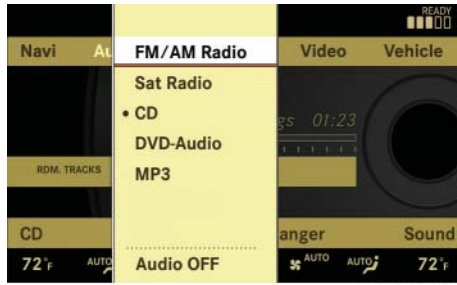 READY
Navi Au FM/AM Radio Video Vehicle
Sat Radio
• CD
gs 01:23
DVD-Audio
RDM. TRACKS MP3
CD anger Sound
72°F AUTO Audio OFF AUTO AUTO 72°F